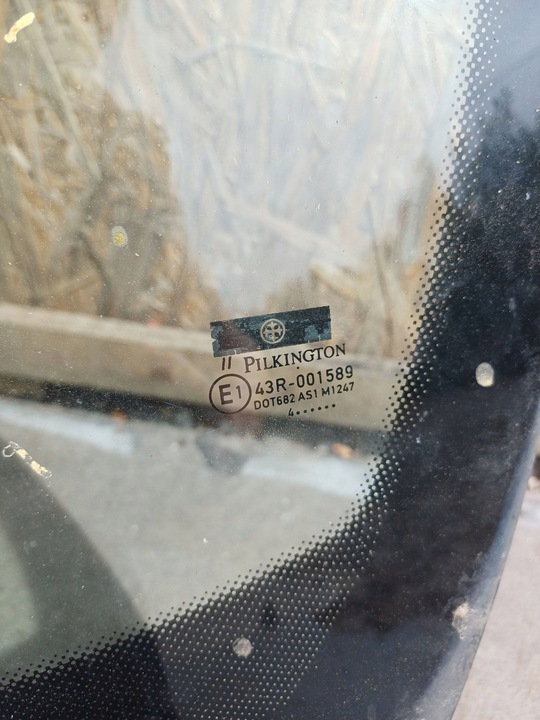 II PILKINGTON
E1 43R-001589
DOT682 AS1 M1247
4••••••